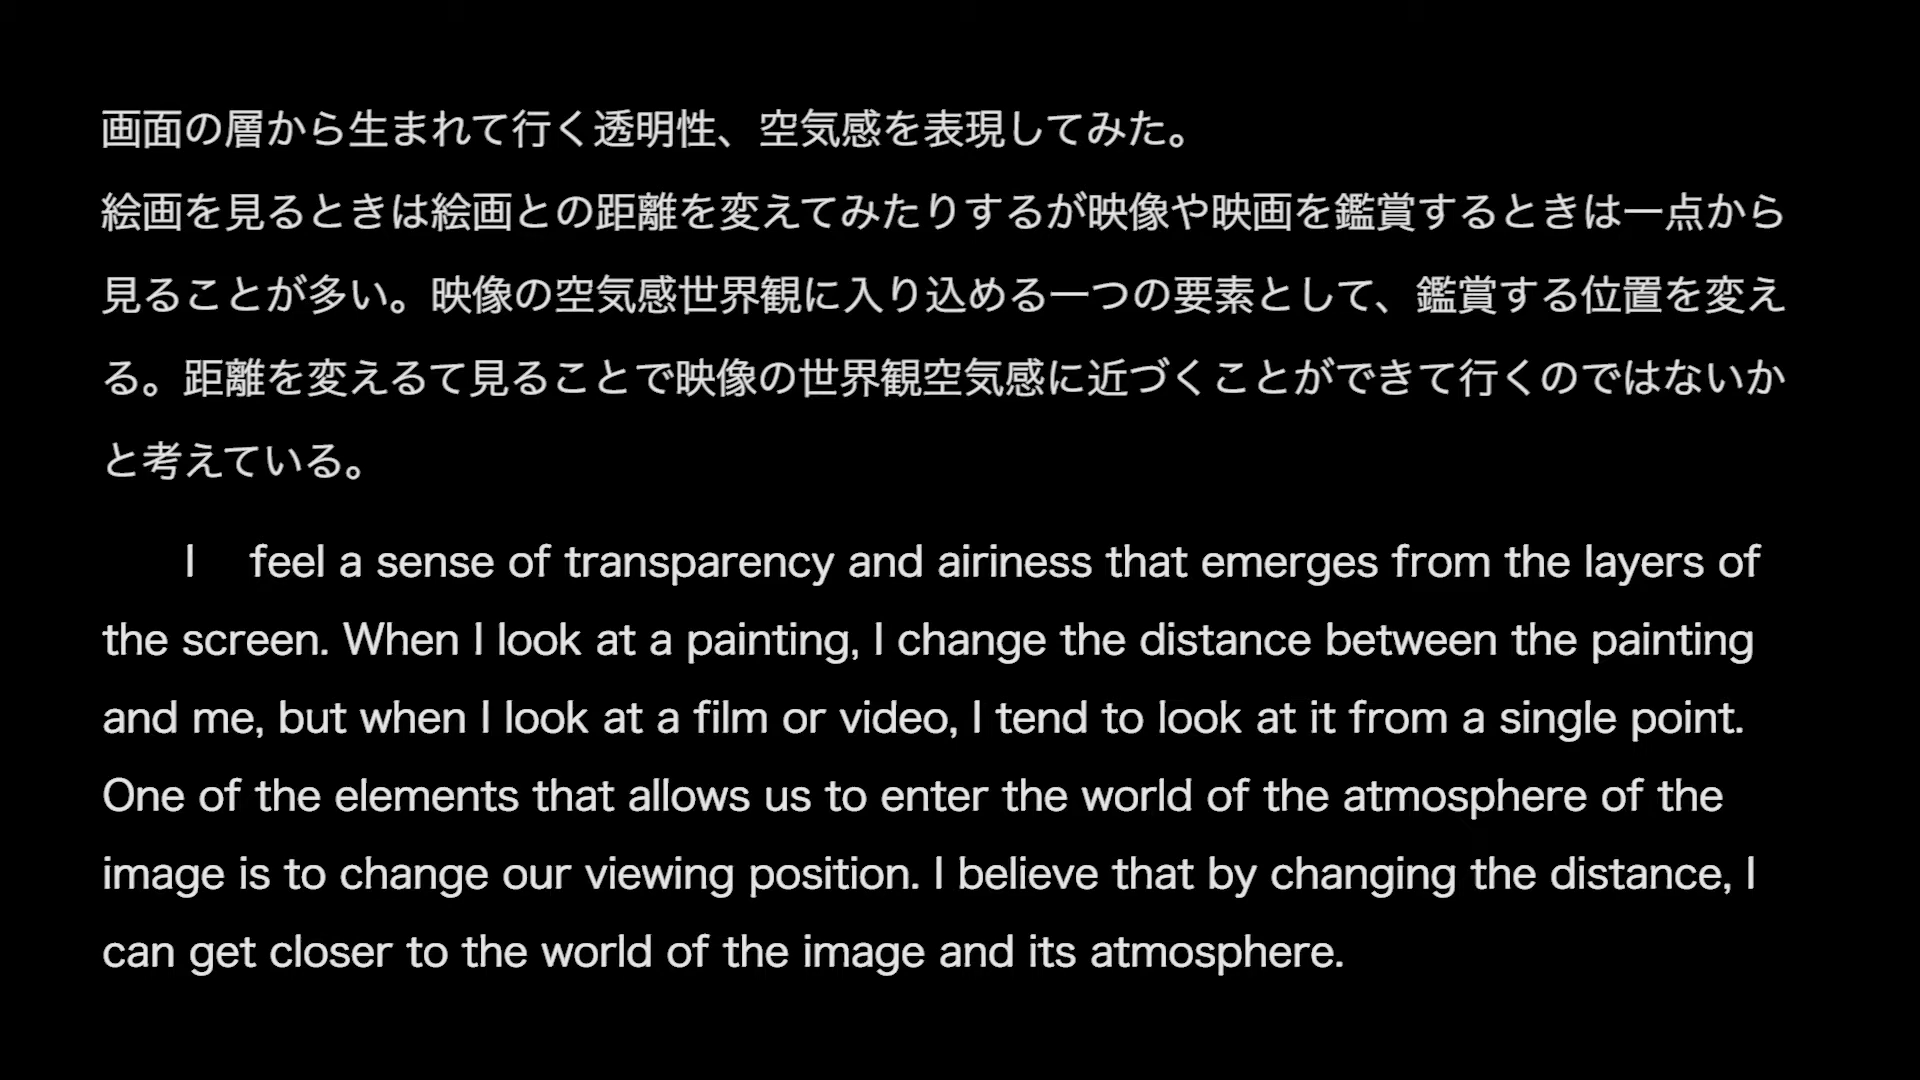 画面の層から生まれて行く透明性、空気感を表現してみた。
絵画を見るときは絵画との距離を変えてみたりするが映像や映画を鑑賞するときは一点から
見ることが多い。映像の空気感世界観に入り込める一つの要素として、鑑賞する位置を変え
る。距離を変えるて見ることで映像の世界観空気感に近づくことができて行くのではないか
と考えている。
I feel a sense of transparency and airiness that emerges from the layers of
the screen. When I look at a painting, I change the distance between the painting
and me, but when I look at a film or video, I tend to look at it from a single point.
One of the elements that allows us to enter the world of the atmosphere of the
image is to change our viewing position. I believe that by changing the distance, I
can get closer to the world of the image and its atmosphere.